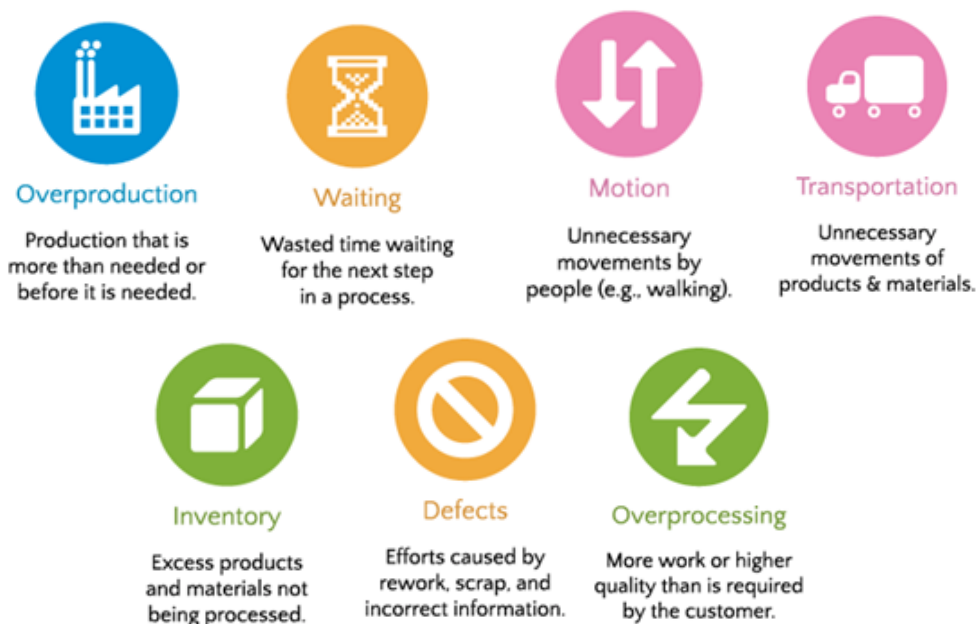 Overproduction
Production that is
more than needed or
before it is needed.
Waiting
Wasted time waiting
for the next step
in a process.
Motion
Unnecessary
movements by
people (e.g., walking).
Transportation
Unnecessary
movements of
products & materials.
Inventory
Excess products
and materials not
being processed.
Defects
Efforts caused by
rework, scrap, and
incorrect information.
Overprocessing
More work or higher
quality than is required
by the customer.